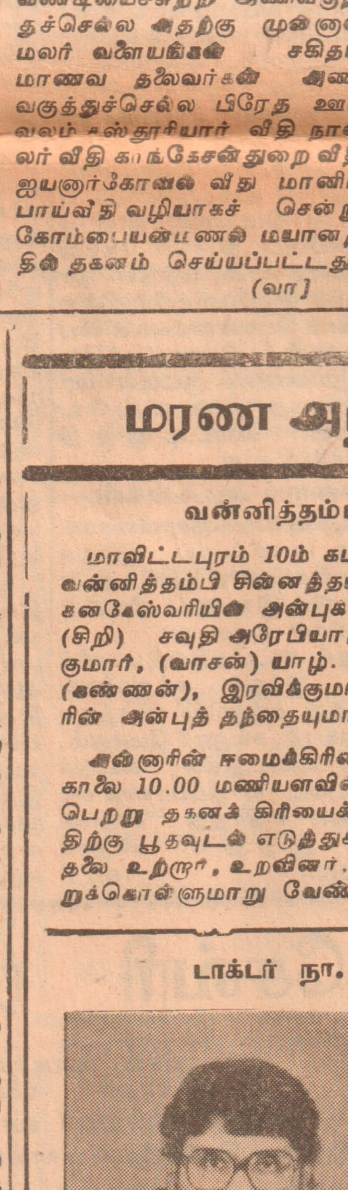 தச்செல்ல அதற்கு முன்னா
மலர் வளையங்கள் சகித
மாணவ தலைவர்கள் அண
வகுத்துச்செல்ல பிரேத ஊ
வலம் கஸ்தூரியார் வீதி நா
லர் வீதி காங்கேசன்துறை வீ
ஐயனார்கோவில் வீதி மானி
பாய்வீதி வழியாகச் சென்று
கோம்பையன்மணல் மயான
தில் தகனம் செய்யப்பட்டது
(வா]
மரண அ
வன்னித்தம்
மாவிட்டபுரம் 10ம் க
வன்னித்தம்பி சின்னத்த
கனகேஸ்வரியின் அன்புக்
(சிறி) சவுதி அரேபியா
குமார், (வாசன்) யாழ்.
(கண்ணன்), இரவிக்கும
ரின் அன்புத் தந்தையுமா
அன்னாரின் ஈமைக்கிரி
காலை 10.00 மணியளவி
பெற்று தகனக் கிரியைக்
திற்கு பூதவுடல் எடுத்துச்
தலை உற்றார், உறவினர்.
றுக்கொள்ளுமாறு வேண்
டாக்டர் நா.